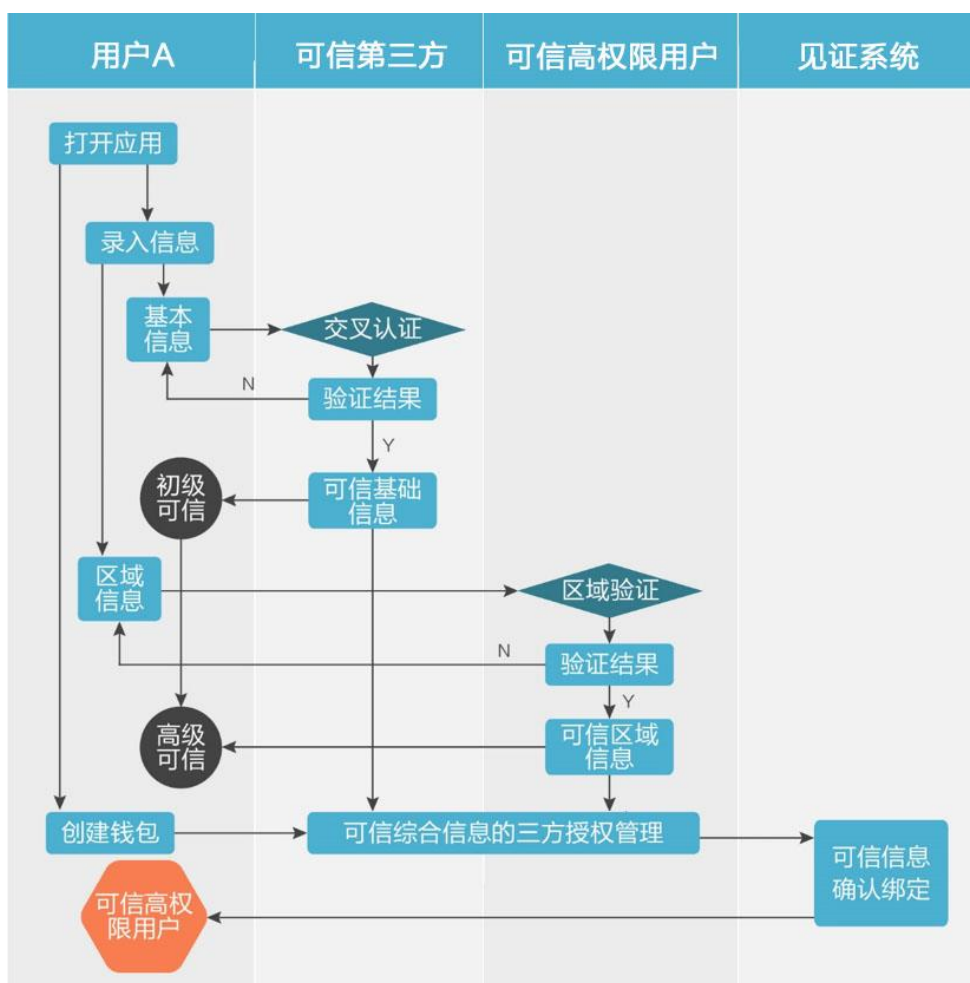 用户A
可信第三方
可信高权限用户
见证系统
打开应用
录入信息
基本
信息
交叉认证
N
验证结果
Y
初级
可信
可信基础
信息
区域
信息
区域验证
N
验证结果
Y
高级
可信
可信区域
信息
创建钱包
可信综合信息的三方授权管理
可信信息
确认绑定
可信高权
限用户